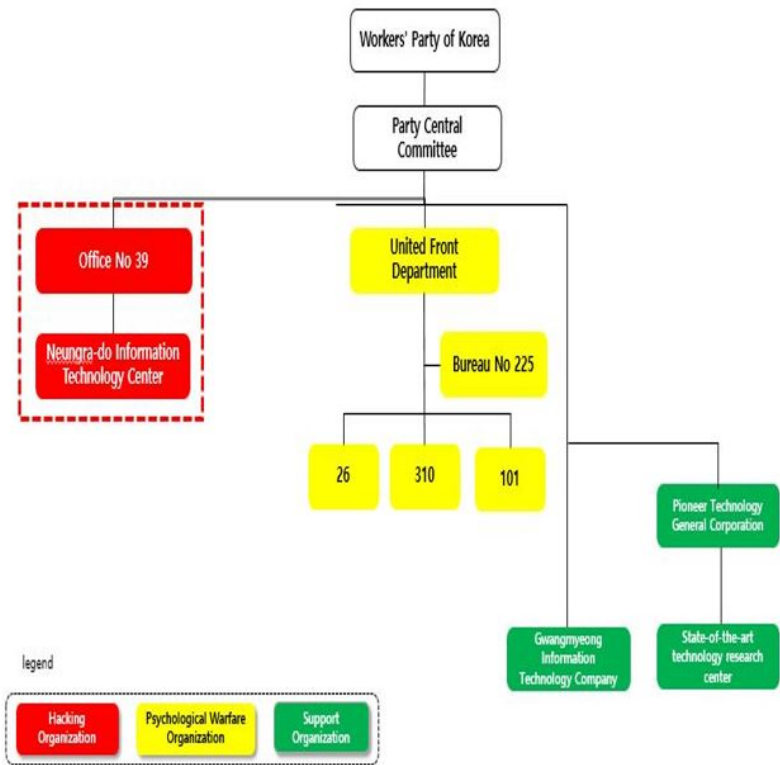 Workers' Party of Korea
Party Central
Committee
Office No 39
United Front
Department
Neungra-do Information
Technology Center
Bureau No 225
26
310
101
Pioneer Technology
General Corporation
Gwangmyeong
Information
Technology Company
State-of-the-art
technology research
center
legend
Hacking
Organization
Psychological Warfare
Organization
Support
Organization